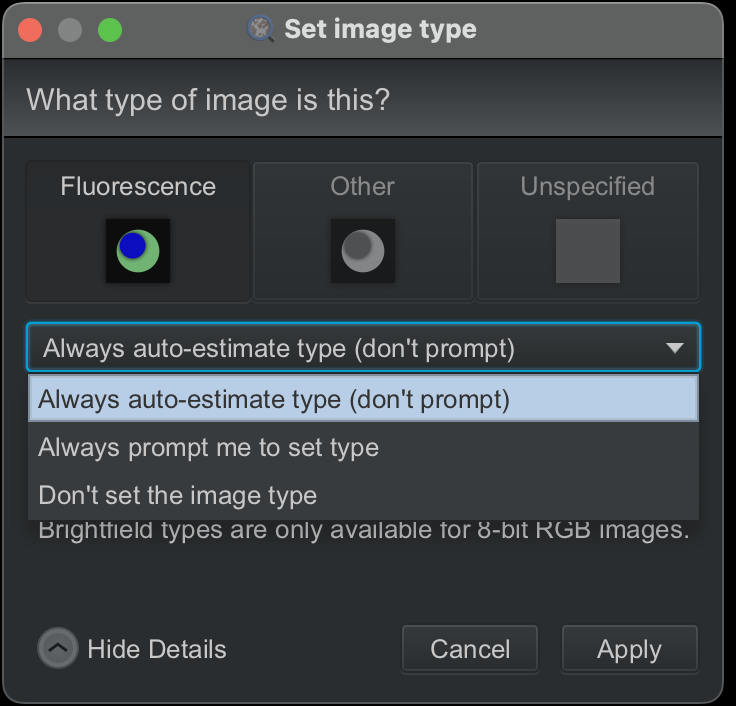 Set image type
What type of image is this?
Fluorescence Other Unspecified
Always auto-estimate type (don't prompt)
Always auto-estimate type (don't prompt)
Always prompt me to set type
Don't set the image type
Brightfield types are only available for 8-bit RGB images.
Hide Details Cancel Apply